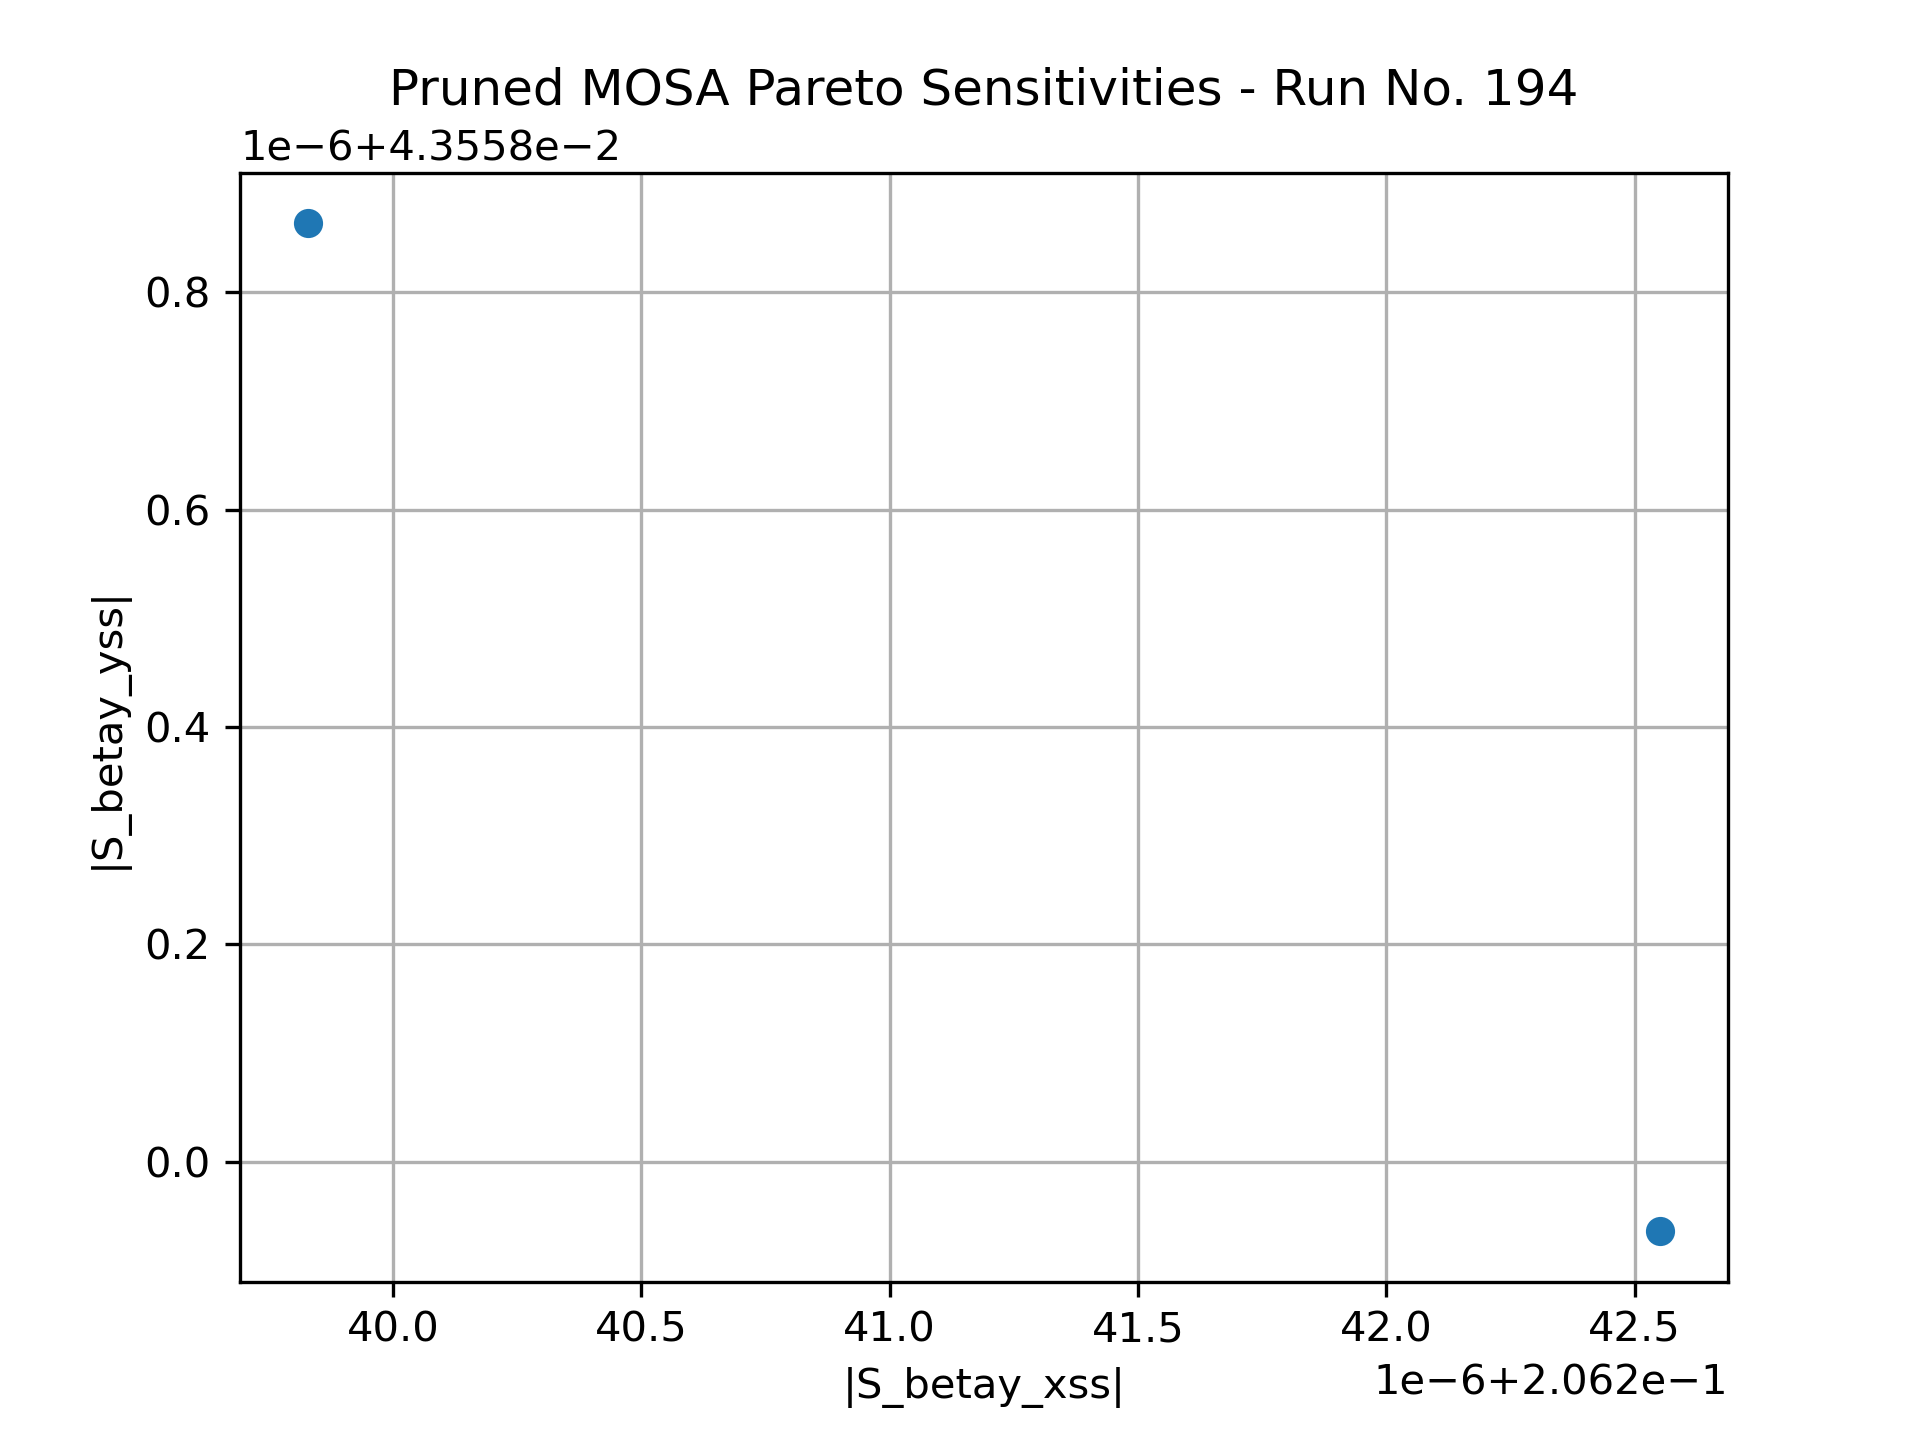 Pruned MOSA Pareto Sensitivities - Run No. 194
1e−6+4.3558e−2
0.8
0.6
0.4
0.2
0.0
|S_betay_yss|
40.0 40.5 41.0 41.5 42.0 42.5
|S_betay_xss|
1e−6+2.062e−1